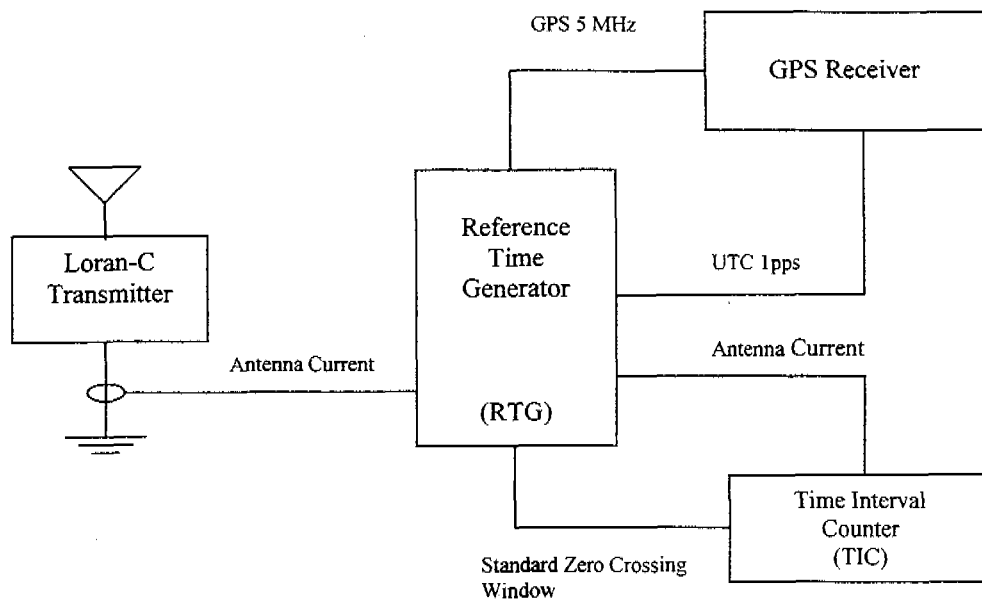 GPS 5 MHz
GPS Receiver
Reference
Time
Generator
(RTG)
Loran-C
Transmitter
UTC 1pps
Antenna Current
Antenna Current
Time Interval
Counter
(TIC)
Standard Zero Crossing
Window